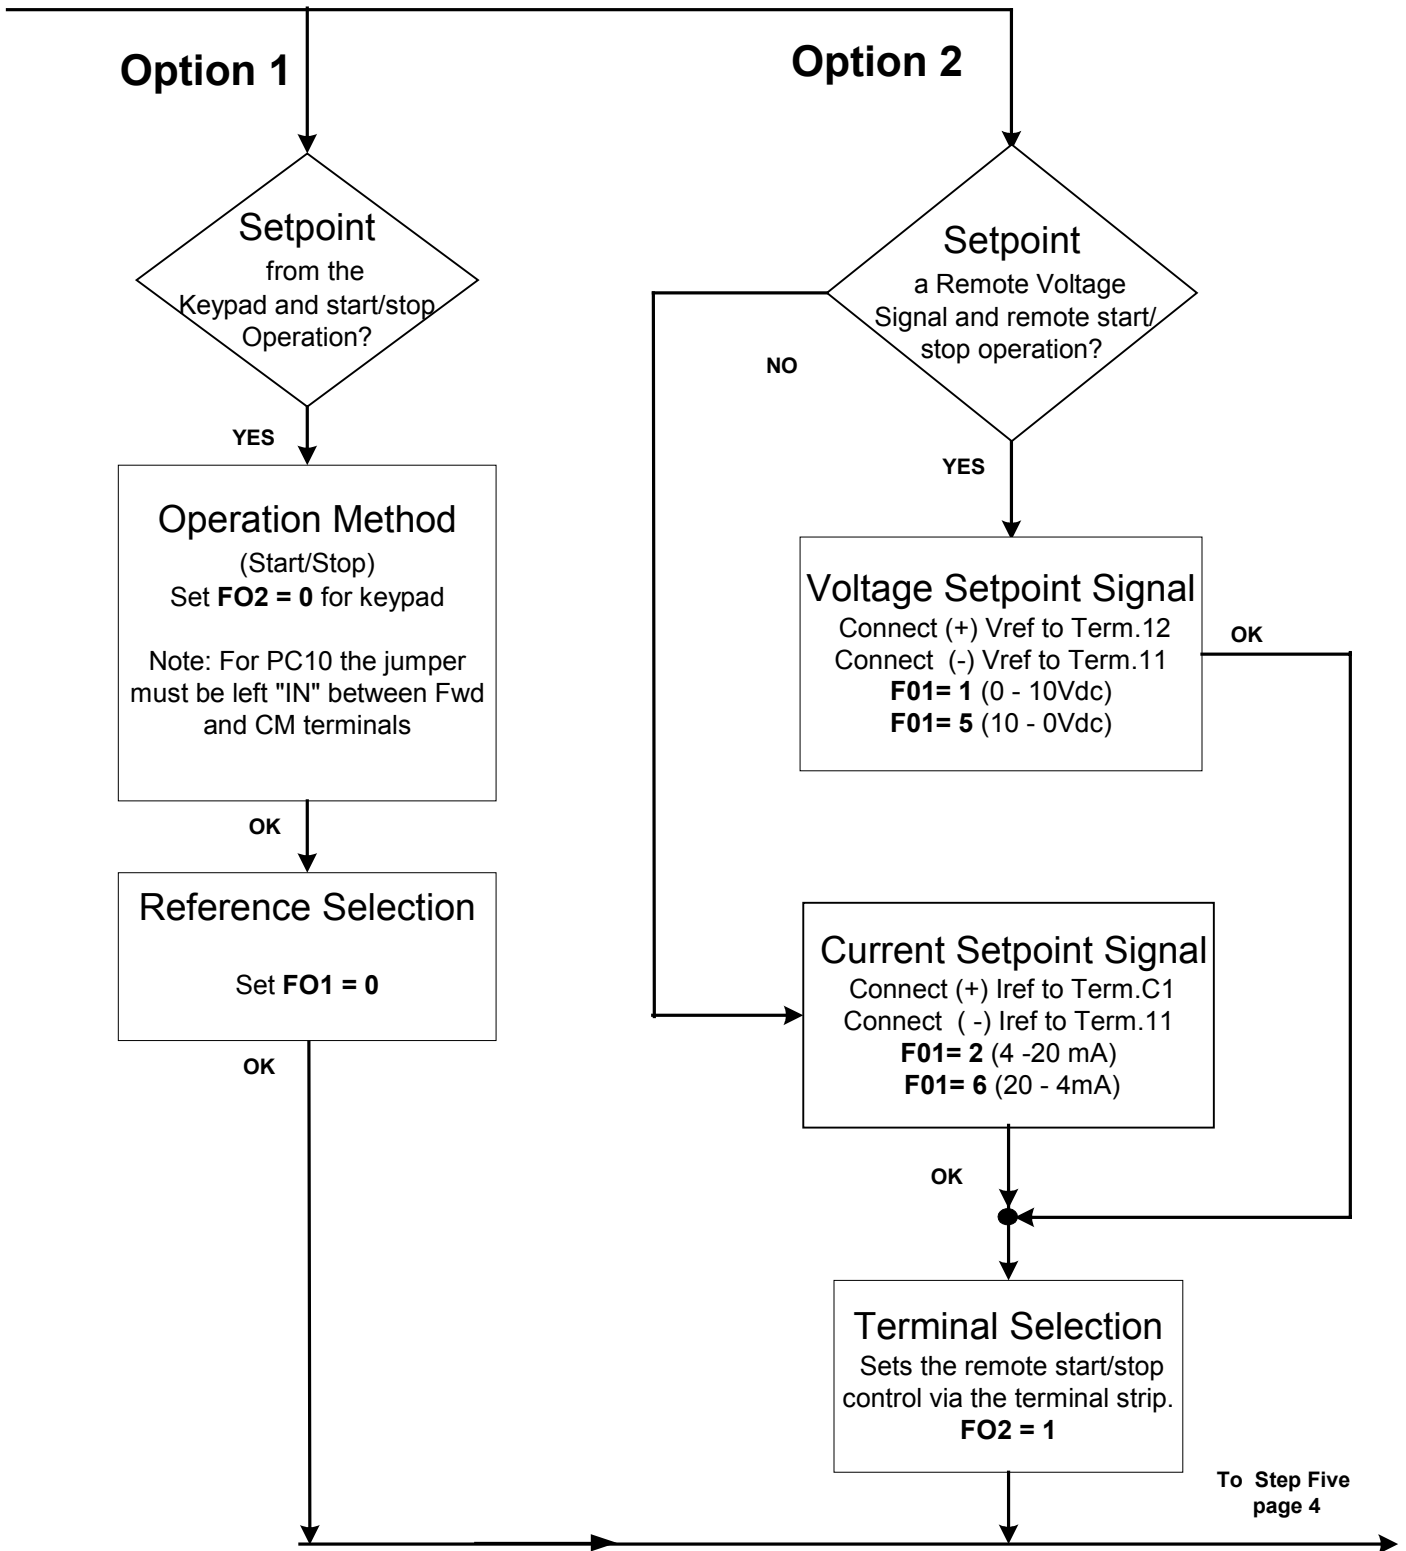 Option 1
Setpoint
from the
Keypad and start/stop
Operation?
YES
Operation Method
(Start/Stop)
Set FO2 = 0 for keypad
Note: For PC10 the jumper
must be left "IN" between Fwd
and CM terminals
OK
Reference Selection
Set FO1 = 0
OK
Option 2
Setpoint
a Remote Voltage
Signal and remote start/
stop operation?
NO
YES
Voltage Setpoint Signal
Connect (+) Vref to Term.12
Connect (-) Vref to Term.11
F01= 1 (0 - 10Vdc)
F01= 5 (10 - 0Vdc)
OK
Current Setpoint Signal
Connect (+) Iref to Term.C1
Connect ( -) Iref to Term.11
F01= 2 (4 -20 mA)
F01= 6 (20 - 4mA)
OK
Terminal Selection
Sets the remote start/stop
control via the terminal strip.
FO2 = 1
To Step Five
page 4